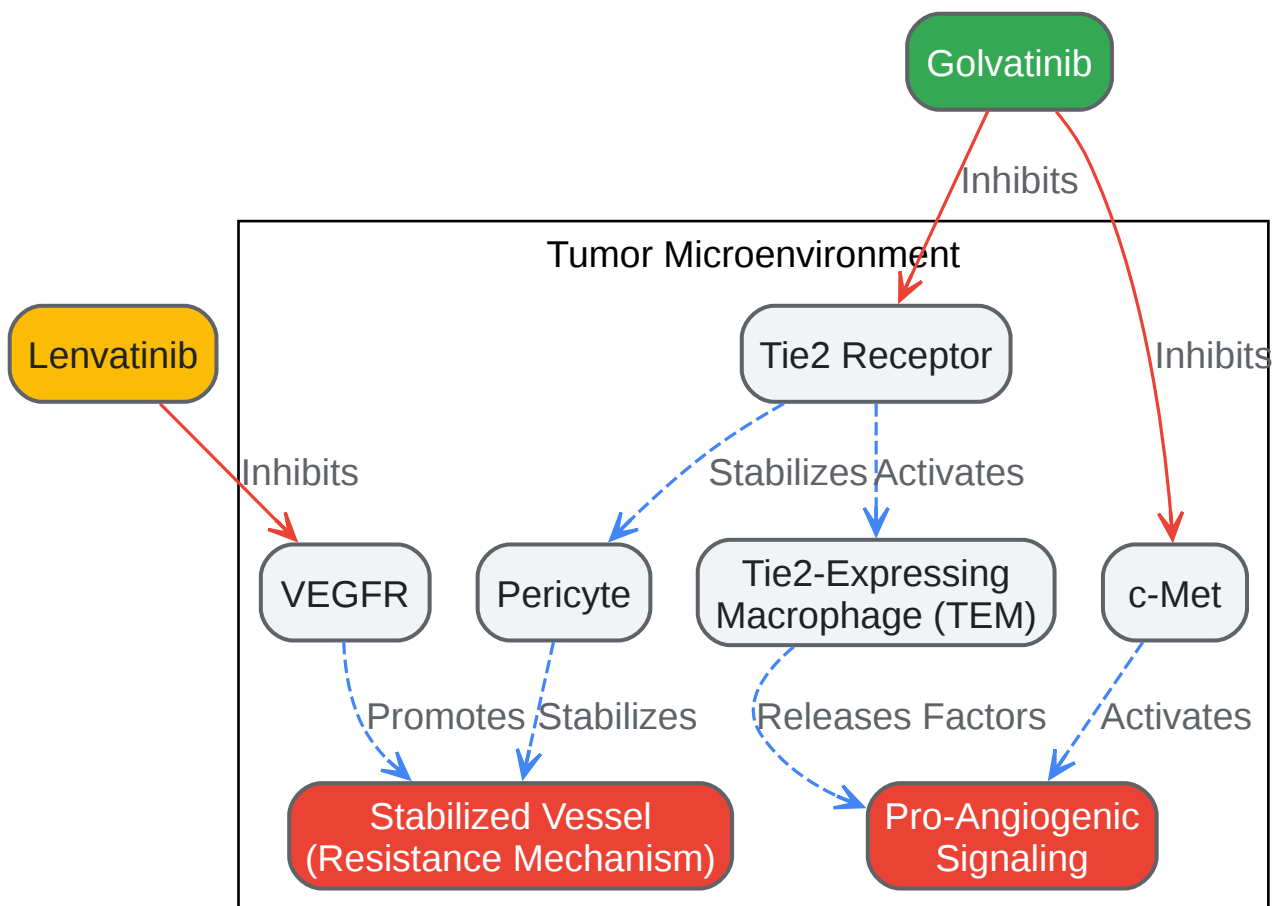 Golvatinib
Inhibits
Tumor Microenvironment
Lenvatinib
Tie2 Receptor
Inhibits
Inhibits
Stabilizes
Activates
VEGFR
Pericyte
Tie2-Expressing
Macrophage (TEM)
c-Met
Promotes
Stabilizes
Releases Factors
Activates
Stabilized Vessel
(Resistance Mechanism)
Pro-Angiogenic
Signaling